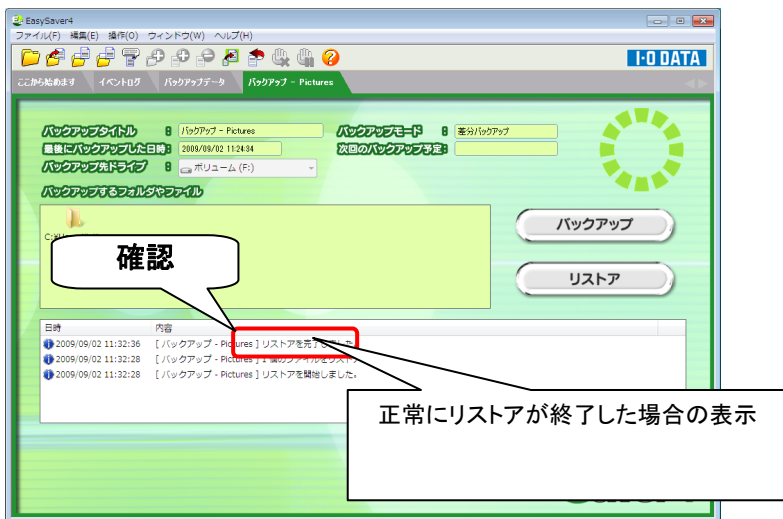 EasySaver4
ファイル(F) 編集(E) 操作(O) ウィンドウ(W) ヘルプ(H)
I-O DATA
ここから始めます イベントログ バックアップデータ バックアップ - Pictures
バックアップタイトル : バックアップ - Pictures バックアップモード : 差分バックアップ
最後にバックアップした日時: 2009/09/02 11:24:34 次回のバックアップ予定:
バックアップ先ドライブ : ボリューム (F:)
バックアップするフォルダやファイル
バックアップ
確認
リストア
日時 内容
2009/09/02 11:32:36 [ バックアップ - Pictures ] リストアを完了しました
2009/09/02 11:32:28 [ バックアップ - Pictures ] 1 個のファイルをリスト
2009/09/02 11:32:28 [ バックアップ - Pictures ] リストアを開始しました。
正常にリストアが終了した場合の表示